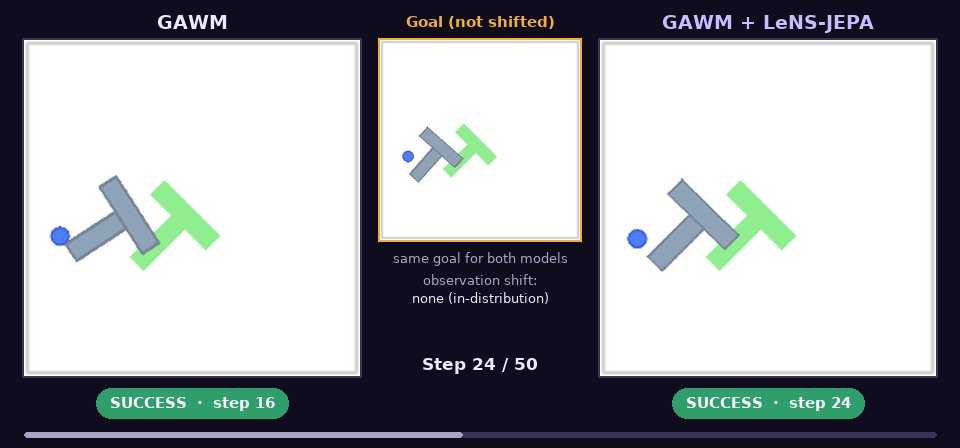 GAWM
Goal (not shifted)
GAWM + LeNS-JEPA
same goal for both models
observation shift:
none (in-distribution)
Step 24 / 50
SUCCESS · step 16
SUCCESS · step 24